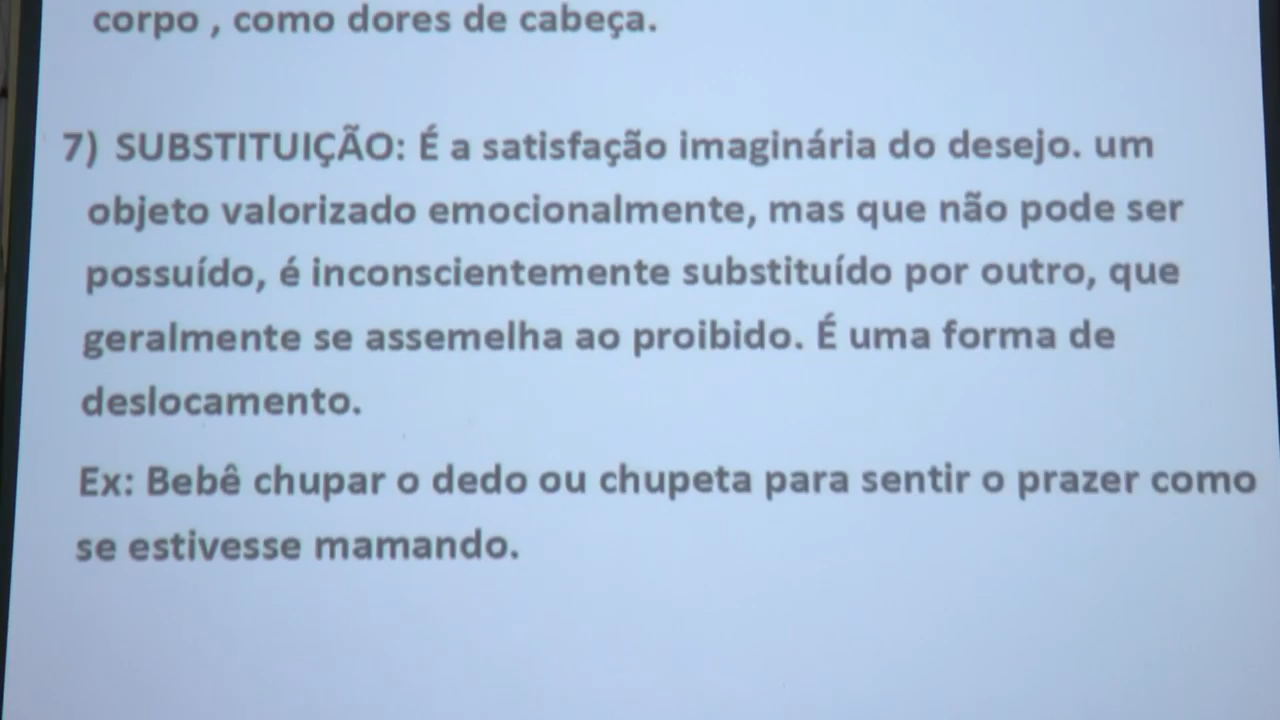 corpo , como dores de cabeça.
7) SUBSTITUIÇÃO: É a satisfação imaginária do desejo. um
objeto valorizado emocionalmente, mas que não pode ser
possuído, é inconscientemente substituído por outro, que
geralmente se assemelha ao proibido. É uma forma de
deslocamento.
Ex: Bebê chupar o dedo ou chupeta para sentir o prazer como
se estivesse mamando.